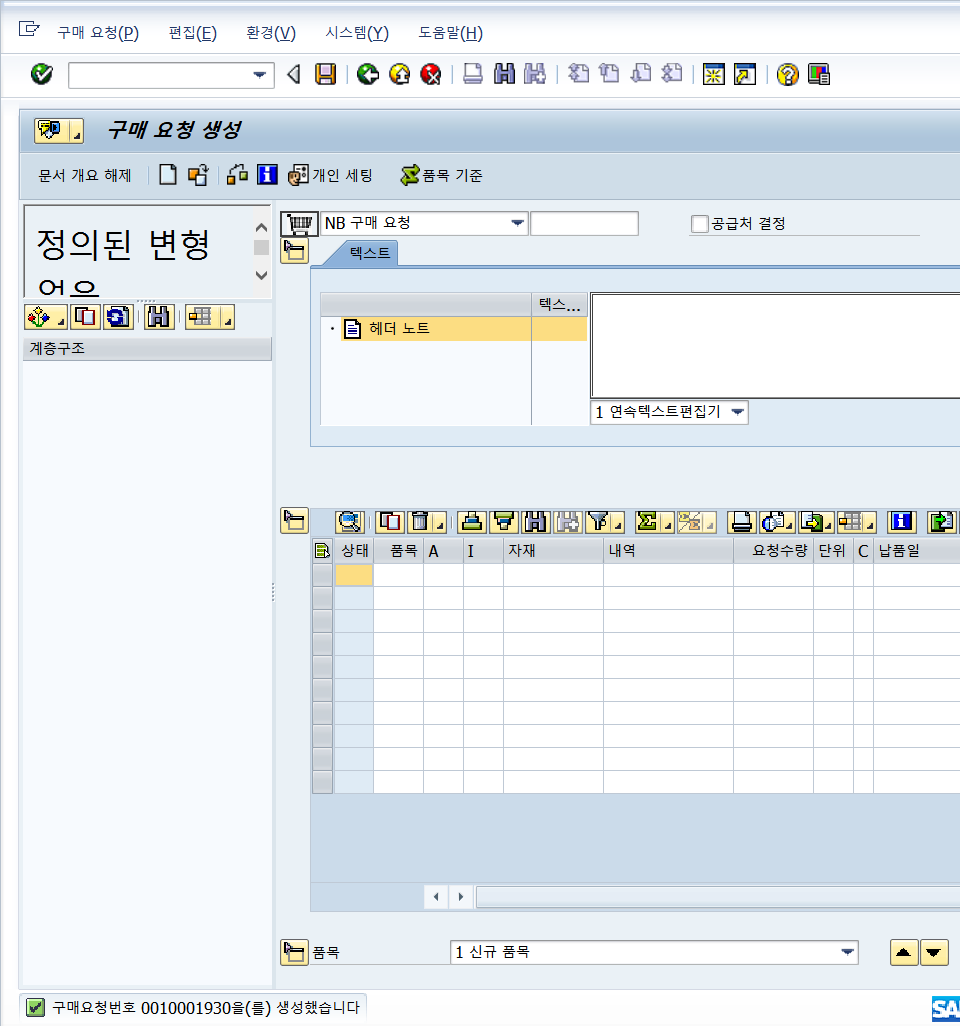 구매 요청(P) 편집(E) 환경(V) 시스템(Y) 도움말(H)
구매 요청 생성
문서 개요 해제 개인 세팅 품목 기준
정의된 변형
NB 구매 요청 공급처 결정
텍스트
텍스...
헤더 노트
계층구조
1 연속텍스트편집기
상태 품목 A I 자재 내역 요청수량 단위 C 납품일
품목 1 신규 품목
구매요청번호 0010001930을(를) 생성했습니다